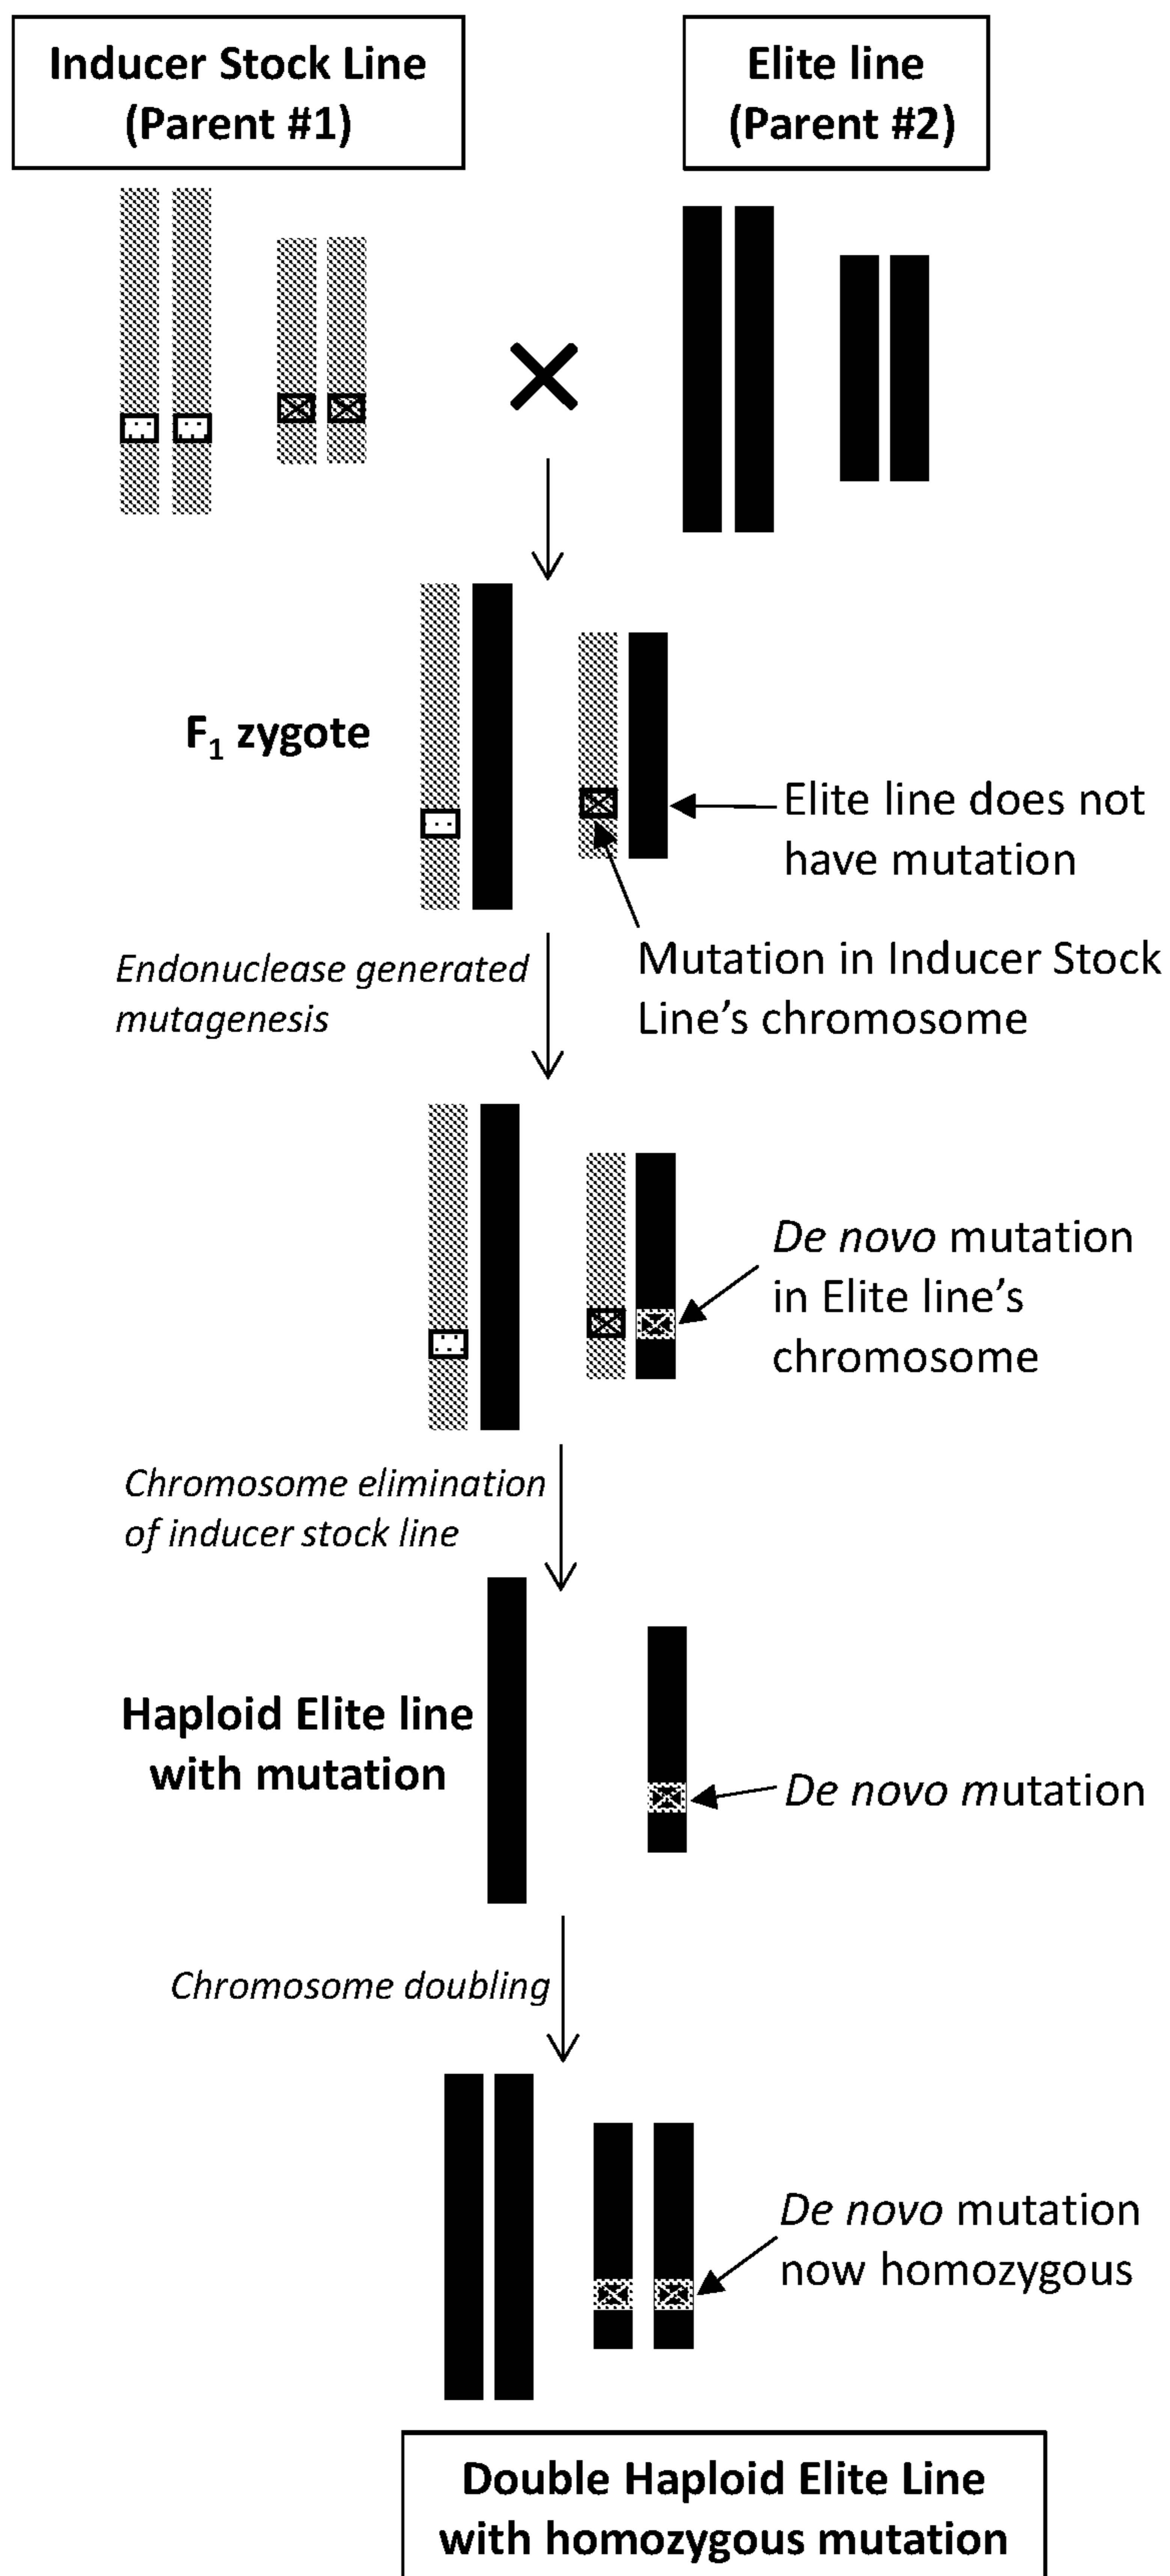 Inducer Stock Line
(Parent #1)
Elite line
(Parent #2)
F₁ zygote
Elite line does not
have mutation
Mutation in Inducer Stock
Line's chromosome
Endonuclease generated
mutagenesis
De novo mutation
in Elite line's
chromosome
Chromosome elimination
of inducer stock line
Haploid Elite line
with mutation
De novo mutation
Chromosome doubling
De novo mutation
now homozygous
Double Haploid Elite Line
with homozygous mutation